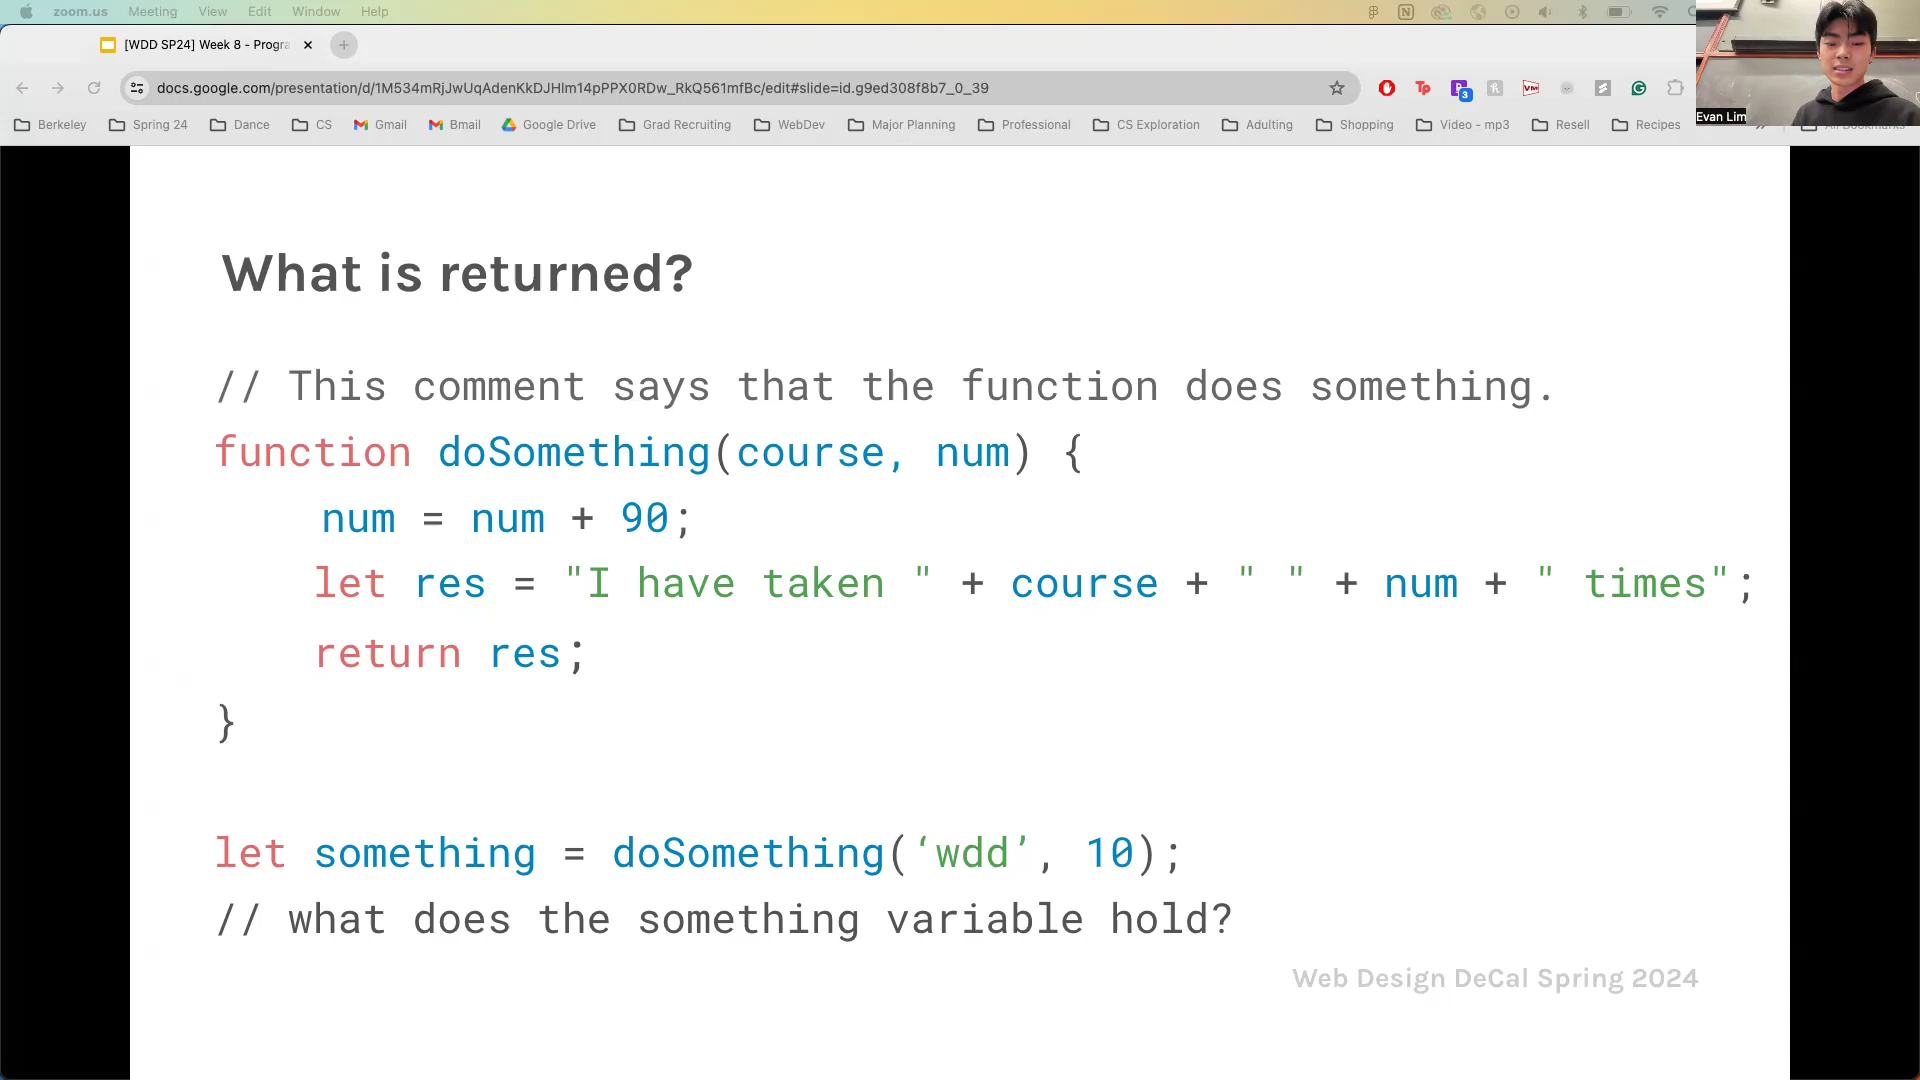 zoom.us Meeting View Edit Window Help
[WDD SP24] Week 8 - Progra
docs.google.com/presentation/d/1M534mRjJwUqAdenKkDJHlm14pPPX0RDw_RkQ561mfBc/edit#slide=id.g9ed308f8b7_0_39
Berkeley Spring 24 Dance CS Gmail Bmail Google Drive Grad Recruiting WebDev Major Planning Professional CS Exploration Adulting Shopping Video - mp3 Resell Recipes All Bookmarks
Evan Lim
What is returned?
// This comment says that the function does something.
function doSomething(course, num) {
num = num + 90;
let res = "I have taken " + course + " " + num + " times";
return res;
}
let something = doSomething(‘wdd’, 10);
// what does the something variable hold?
Web Design DeCal Spring 2024